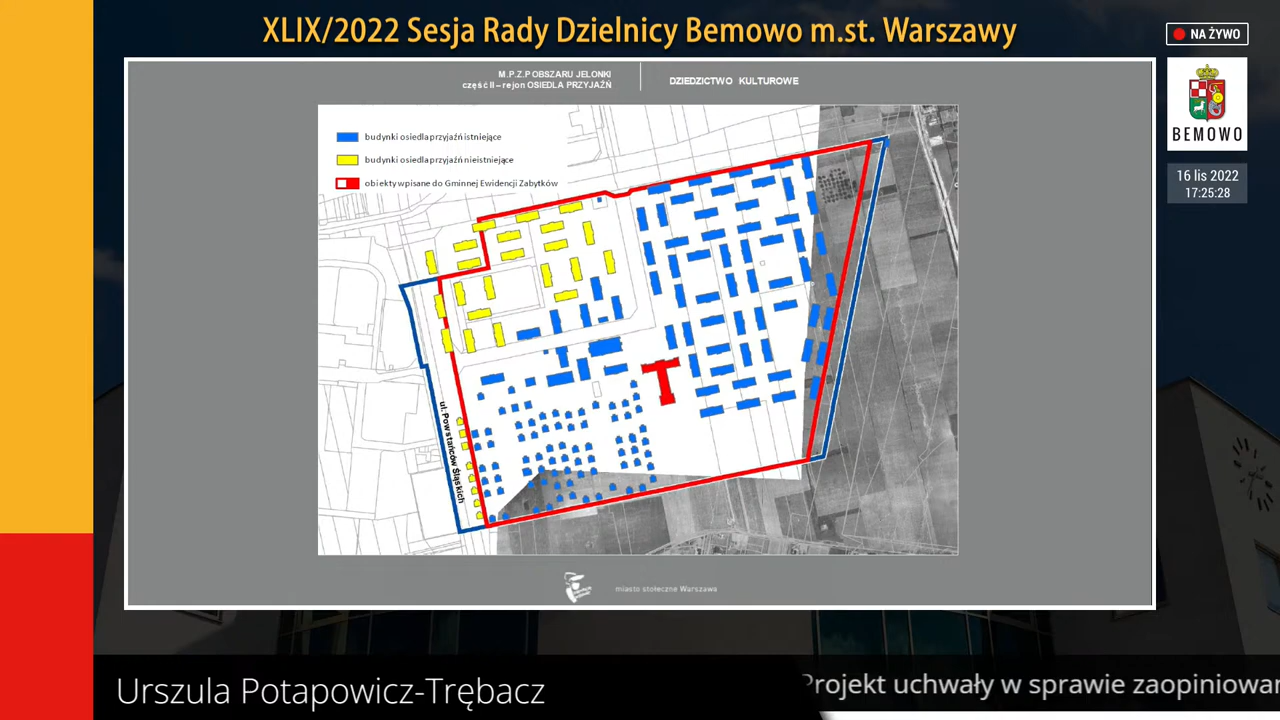 XLIX/2022 Sesja Rady Dzielnicy Bemowo m.st. Warszawy
NA ŻYWO
M.P.Z.P OBSZARU JELONKI
część II – rejon OSIEDLA PRZYJAŹŃ
DZIEDZICTWO KULTUROWE
budynki osiedla przyjaźń istniejące
budynki osiedla przyjaźń nieistniejące
obiekty wpisane do Gminnej Ewidencji Zabytków
BEMOWO
16 lis 2022
17:25:28
ul. Powstańców Śląskich
miasto stołeczne Warszawa
Urszula Potapowicz-Trębacz
Projekt uchwały w sprawie zaopiniowan